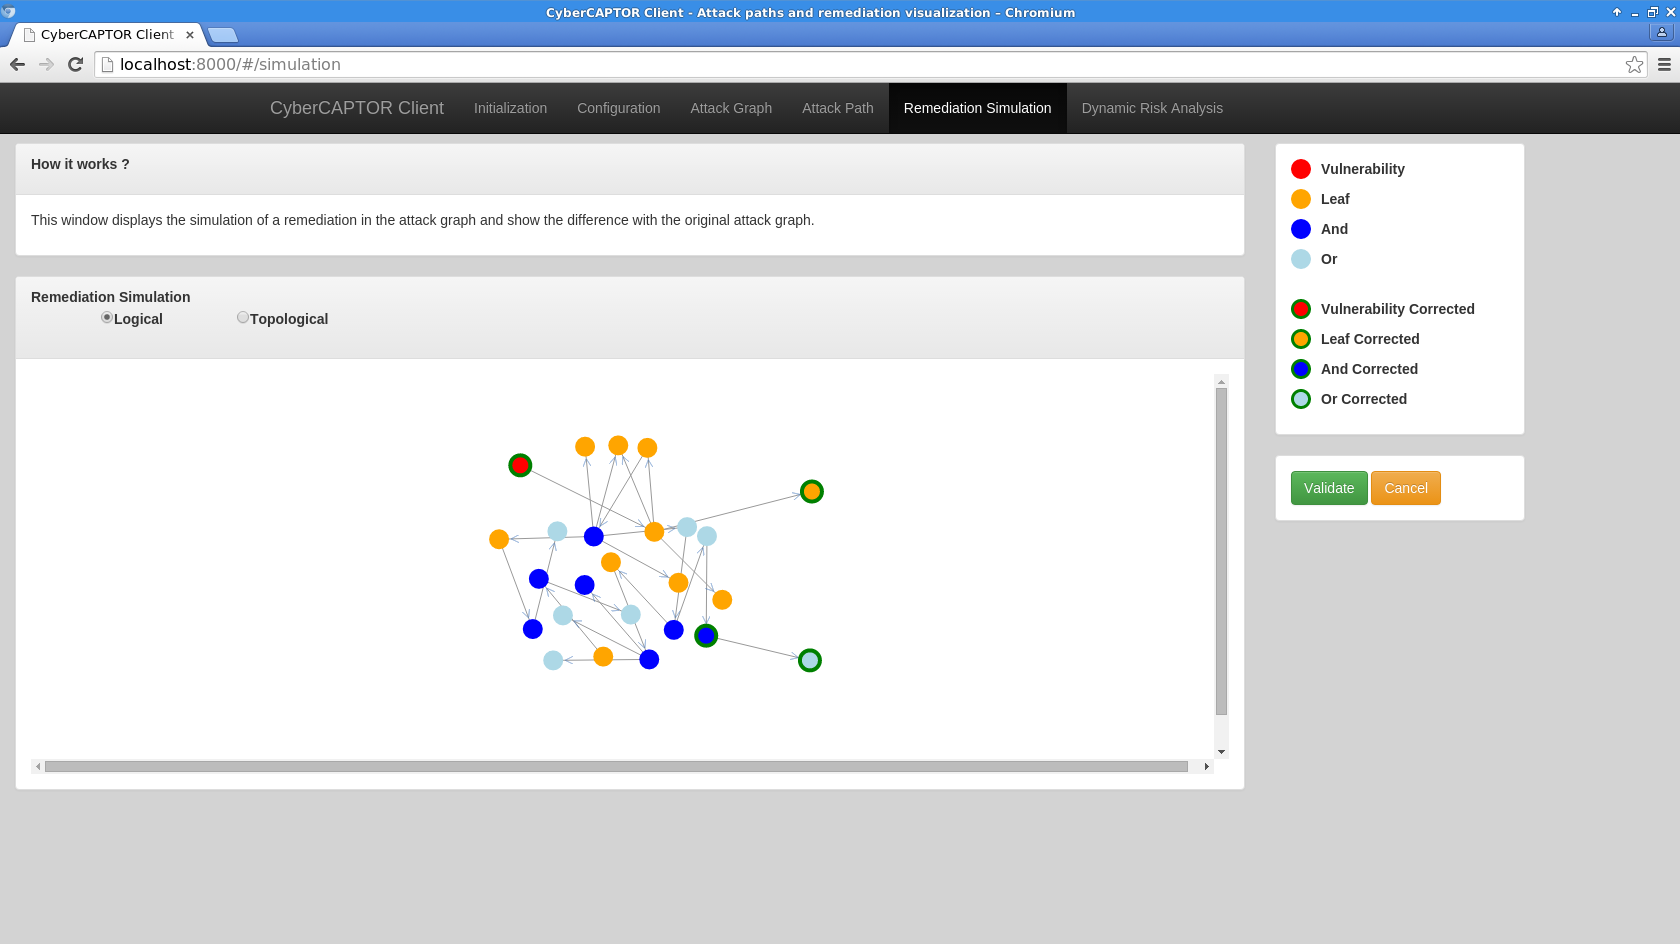 CyberCAPTOR Client - Attack paths and remediation visualization - Chromium
CyberCAPTOR Client
localhost:8000/#/simulation
CyberCAPTOR Client Initialization Configuration Attack Graph Attack Path Remediation Simulation Dynamic Risk Analysis
How it works ?
This window displays the simulation of a remediation in the attack graph and show the difference with the original attack graph.
Remediation Simulation
Logical Topological
Vulnerability
Leaf
And
Or
Vulnerability Corrected
Leaf Corrected
And Corrected
Or Corrected
Validate Cancel